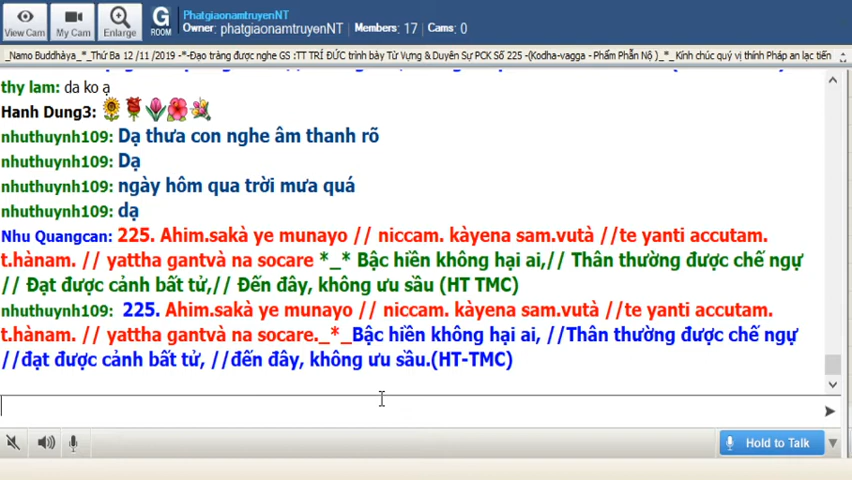 PhatgiaonamtruyenNT
Owner: phatgiaonamtruyenNT Members: 17 Cams: 0
View Cam My Cam Enlarge G ROOM
_Namo Buddhàya_*_Thứ Ba 12 /11 /2019 -*-Đạo tràng được nghe GS :TT TRÍ ĐỨC trình bày Từ Vựng & Duyên Sự PCK Số 225 -(Kodha-vagga - Phẩm Phẫn Nộ )_*_ Kính chúc quý vị thính Pháp an lạc tiến
thy lam: da ko ạ
Hanh Dung3:
nhuthuynh109: Dạ thưa con nghe âm thanh rõ
nhuthuynh109: Dạ
nhuthuynh109: ngày hôm qua trời mưa quá
nhuthuynh109: dạ
Nhu Quangcan: 225. Ahim.sakà ye munayo // niccam. kàyena sam.vutà //te yanti accutam.
t.hànam. // yattha gantvà na socare *_* Bậc hiền không hại ai,// Thân thường được chế ngự
// Đạt được cảnh bất tử,// Đến đây, không ưu sầu (HT TMC)
nhuthuynh109: 225. Ahim.sakà ye munayo // niccam. kàyena sam.vutà //te yanti accutam.
t.hànam. // yattha gantvà na socare._*_Bậc hiền không hại ai, //Thân thường được chế ngự
//đạt được cảnh bất tử, //đến đây, không ưu sầu.(HT-TMC)
Hold to Talk